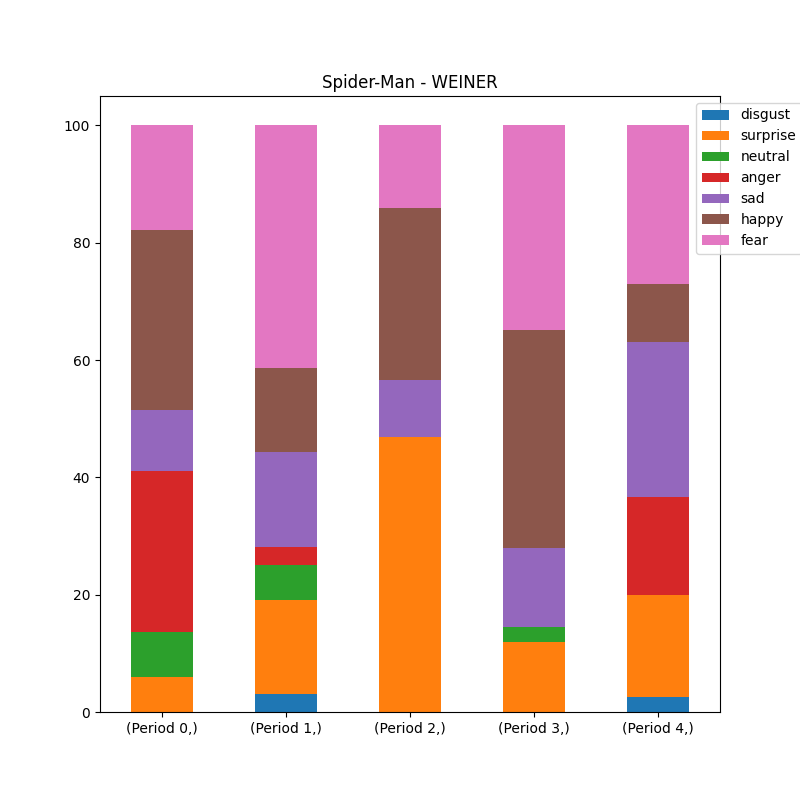 Spider-Man - WEINER
100
80
60
40
20
0
(Period 0,) (Period 1,) (Period 2,) (Period 3,) (Period 4,)
disgust
surprise
neutral
anger
sad
happy
fear